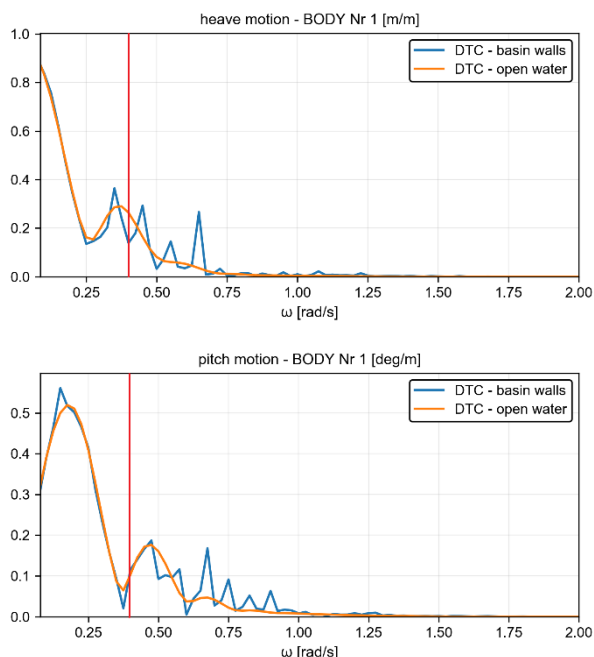 heave motion - BODY Nr 1 [m/m]
1.0
0.8
0.6
0.4
0.2
0.0
DTC - basin walls
DTC - open water
0.25 0.50 0.75 1.00 1.25 1.50 1.75 2.00
ω [rad/s]
pitch motion - BODY Nr 1 [deg/m]
0.5
0.4
0.3
0.2
0.1
0.0
DTC - basin walls
DTC - open water
0.25 0.50 0.75 1.00 1.25 1.50 1.75 2.00
ω [rad/s]